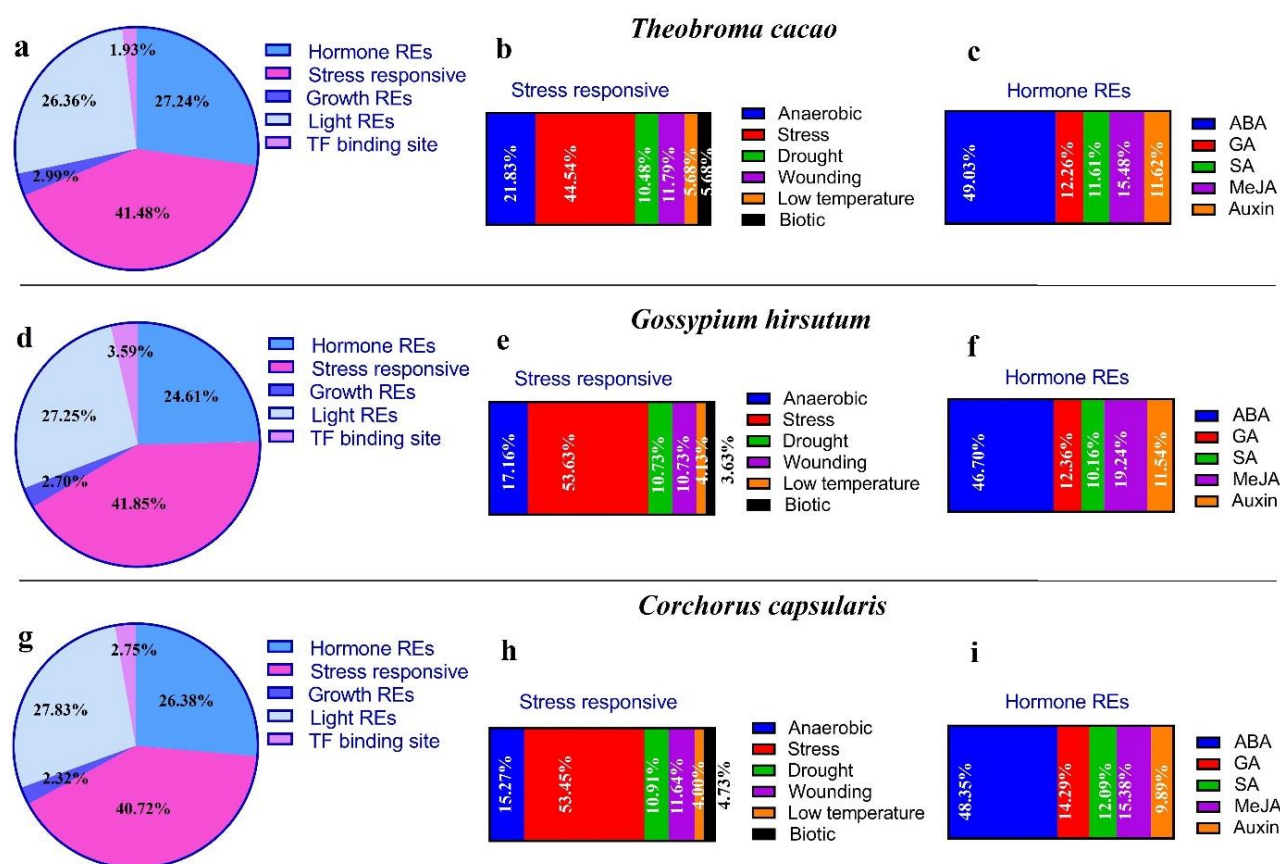 Theobroma cacao
a
1.93%
27.24%
26.36%
2.99%
41.48%
Hormone REs
Stress responsive
Growth REs
Light REs
TF binding site
b
Stress responsive
21.83%
44.54%
10.48%
11.79%
5.68%
5.68%
Anaerobic
Stress
Drought
Wounding
Low temperature
Biotic
c
Hormone REs
49.03%
12.26%
11.61%
15.48%
11.62%
ABA
GA
SA
MeJA
Auxin
Gossypium hirsutum
d
3.59%
24.61%
27.25%
2.70%
41.85%
Hormone REs
Stress responsive
Growth REs
Light REs
TF binding site
e
Stress responsive
17.16%
53.63%
10.73%
10.73%
4.13%
3.63%
Anaerobic
Stress
Drought
Wounding
Low temperature
Biotic
f
Hormone REs
46.70%
12.36%
10.16%
19.24%
11.54%
ABA
GA
SA
MeJA
Auxin
Corchorus capsularis
g
2.75%
26.38%
27.83%
2.32%
40.72%
Hormone REs
Stress responsive
Growth REs
Light REs
TF binding site
h
Stress responsive
15.27%
53.45%
10.91%
11.64%
4.00%
4.73%
Anaerobic
Stress
Drought
Wounding
Low temperature
Biotic
i
Hormone REs
48.35%
14.29%
12.09%
15.38%
9.89%
ABA
GA
SA
MeJA
Auxin